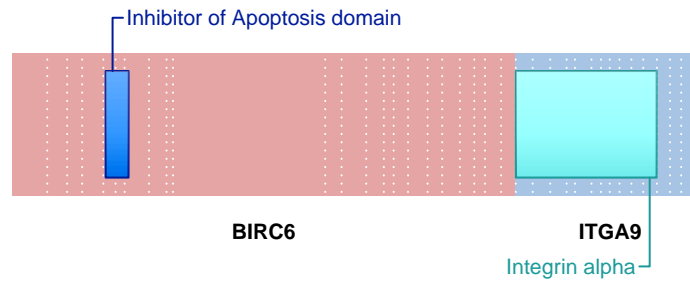 Inhibitor of Apoptosis domain
BIRC6
ITGA9
Integrin alpha